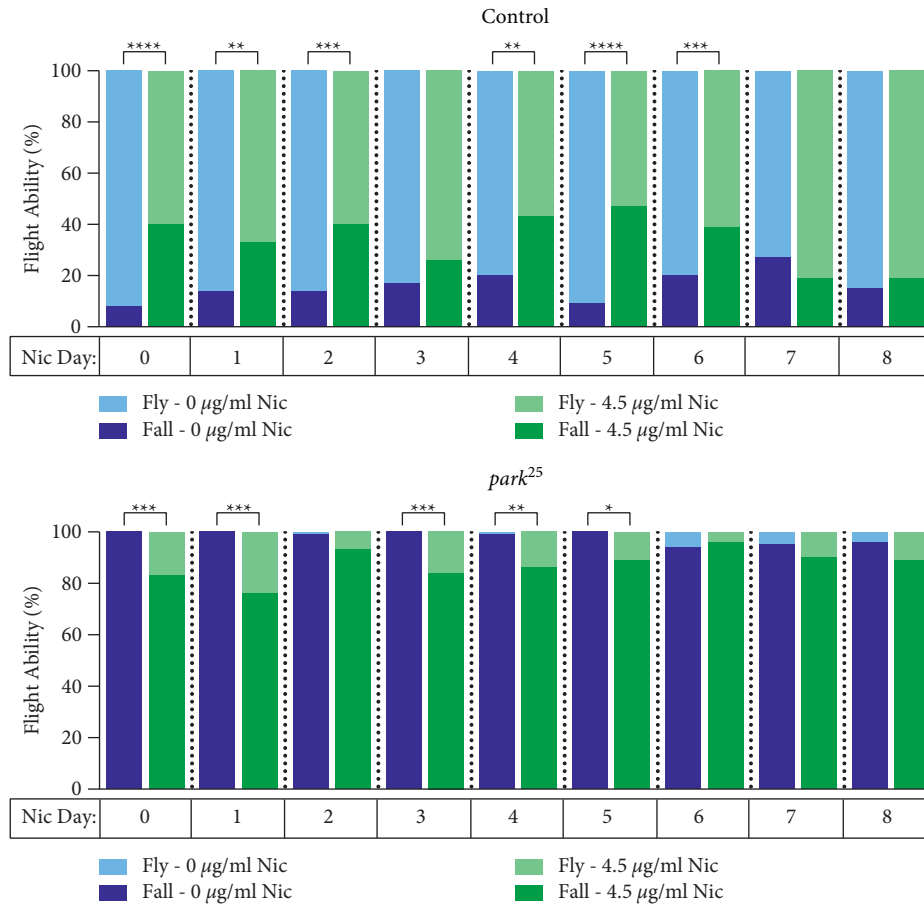 Control
**** ** *** ** **** ***
100
80
60
40
20
0
Flight Ability (%)
Nic Day: 0 1 2 3 4 5 6 7 8
Fly - 0 µg/ml Nic Fly - 4.5 µg/ml Nic
Fall - 0 µg/ml Nic Fall - 4.5 µg/ml Nic
park²⁵
*** *** *** ** *
100
80
60
40
20
0
Flight Ability (%)
Nic Day: 0 1 2 3 4 5 6 7 8
Fly - 0 µg/ml Nic Fly - 4.5 µg/ml Nic
Fall - 0 µg/ml Nic Fall - 4.5 µg/ml Nic